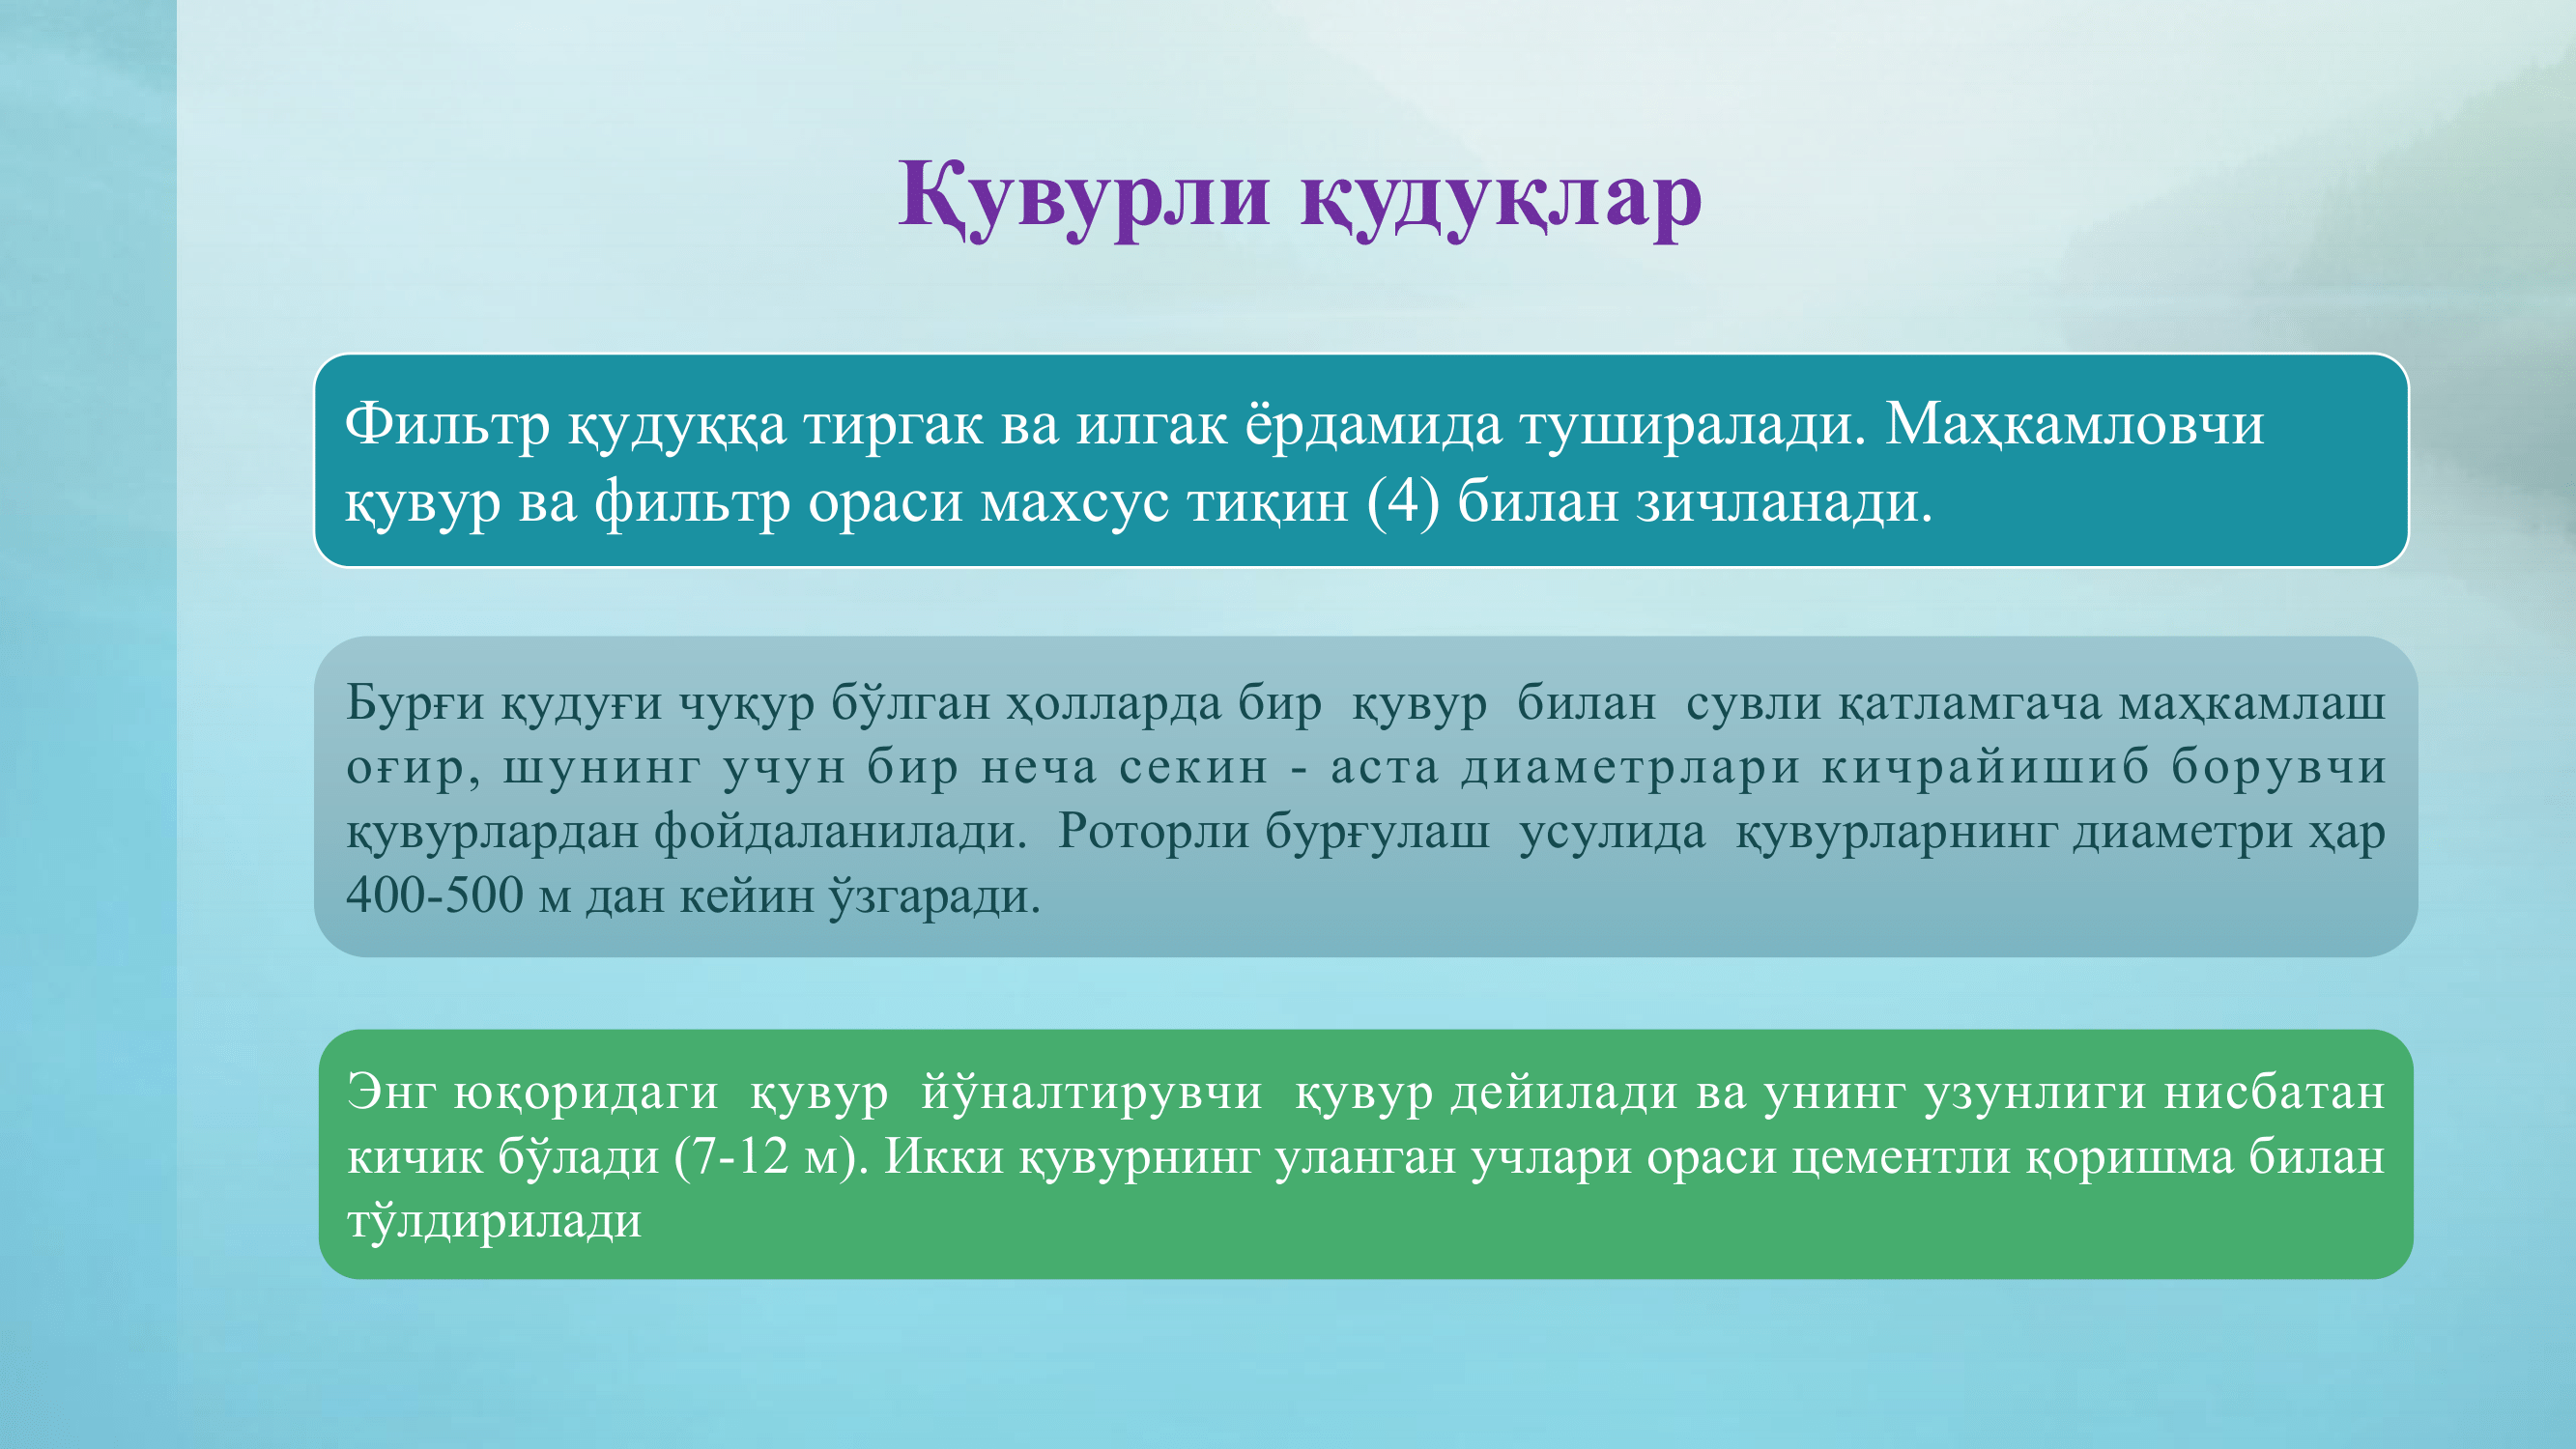 Қувурли қудуқлар
Фильтр қудуққа тиргак ва илгак ёрдамида туширалади. Маҳкамловчи
қувур ва фильтр ораси махсус тиқин (4) билан зичланади.
Бурғи қудуғи чуқур бўлган ҳолларда бир қувур билан сувли қатламгача маҳкамлаш
оғир, шунинг учун бир неча секин - аста диаметрлари кичрайишиб борувчи
қувурлардан фойдаланилади. Роторли бурғулаш усулида қувурларнинг диаметри ҳар
400-500 м дан кейин ўзгаради.
Энг юқоридаги қувур йўналтирувчи қувур дейилади ва унинг узунлиги нисбатан
кичик бўлади (7-12 м). Икки қувурнинг уланган учлари ораси цементли қоришма билан
тўлдирилади